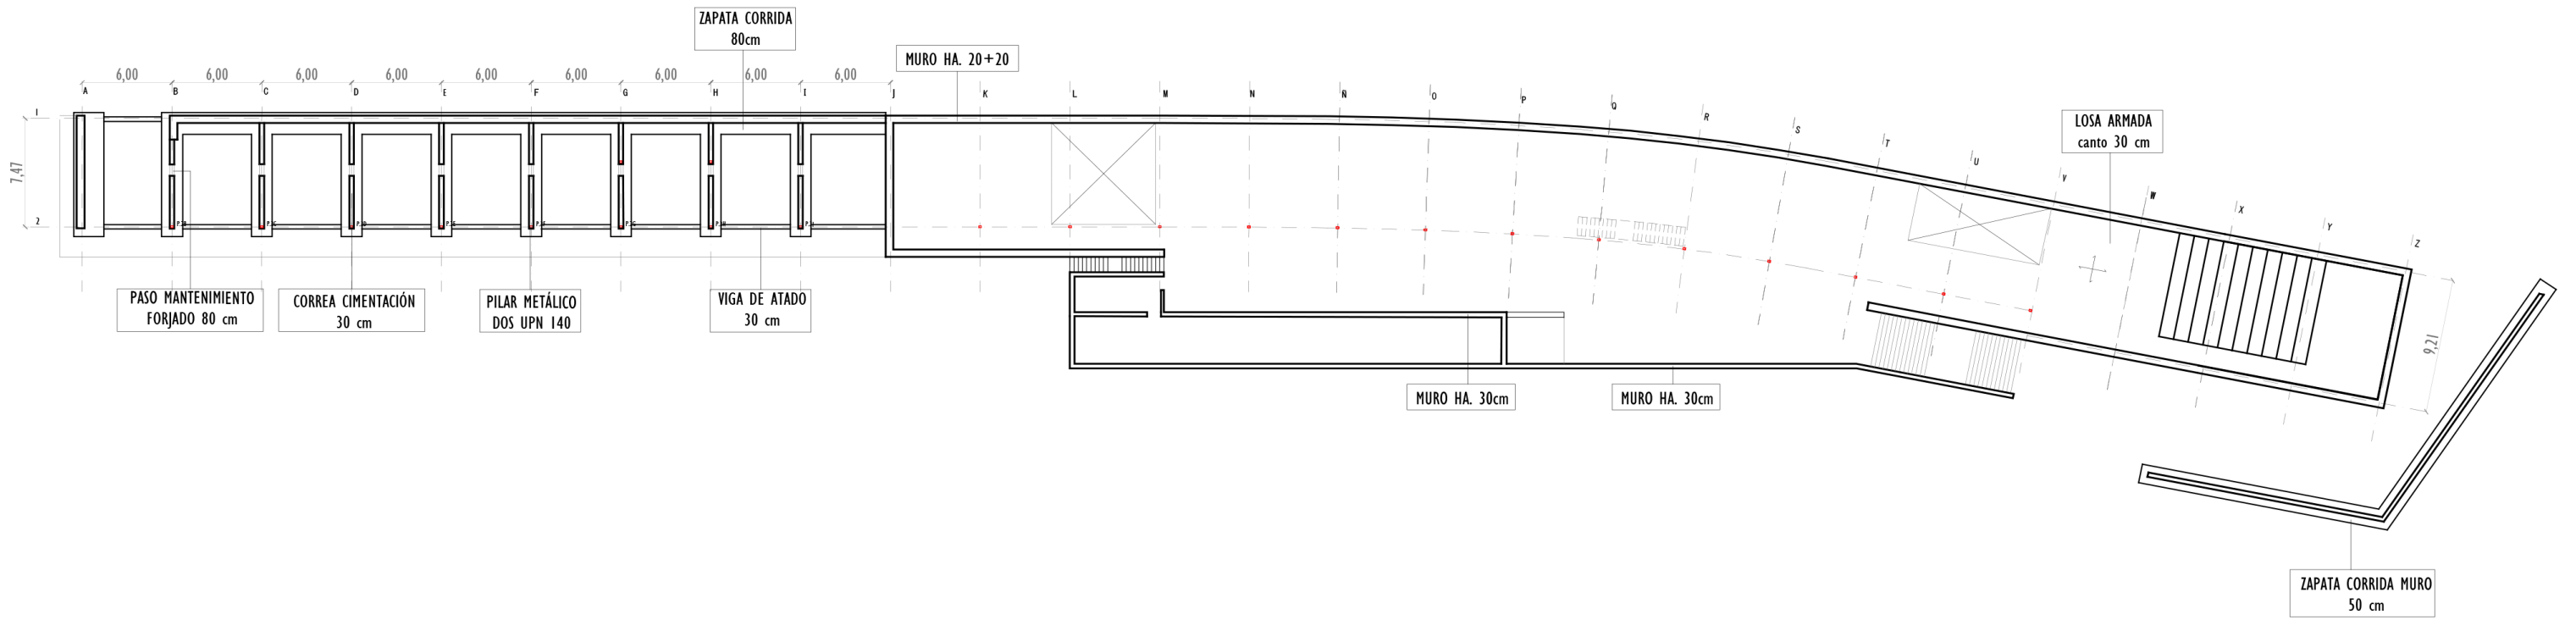 ZAPATA CORRIDA
80cm
MURO HA. 20+20
6,00 6,00 6,00 6,00 6,00 6,00 6,00 6,00 6,00
A B C D E F G H I J K L M N Ñ O P Q R S T U V W X Y Z
1
7,47
2
LOSA ARMADA
canto 30 cm
PASO MANTENIMIENTO
FORJADO 80 cm
CORREA CIMENTACIÓN
30 cm
PILAR METÁLICO
DOS UPN 140
VIGA DE ATADO
30 cm
MURO HA. 30cm
MURO HA. 30cm
9,21
ZAPATA CORRIDA MURO
50 cm